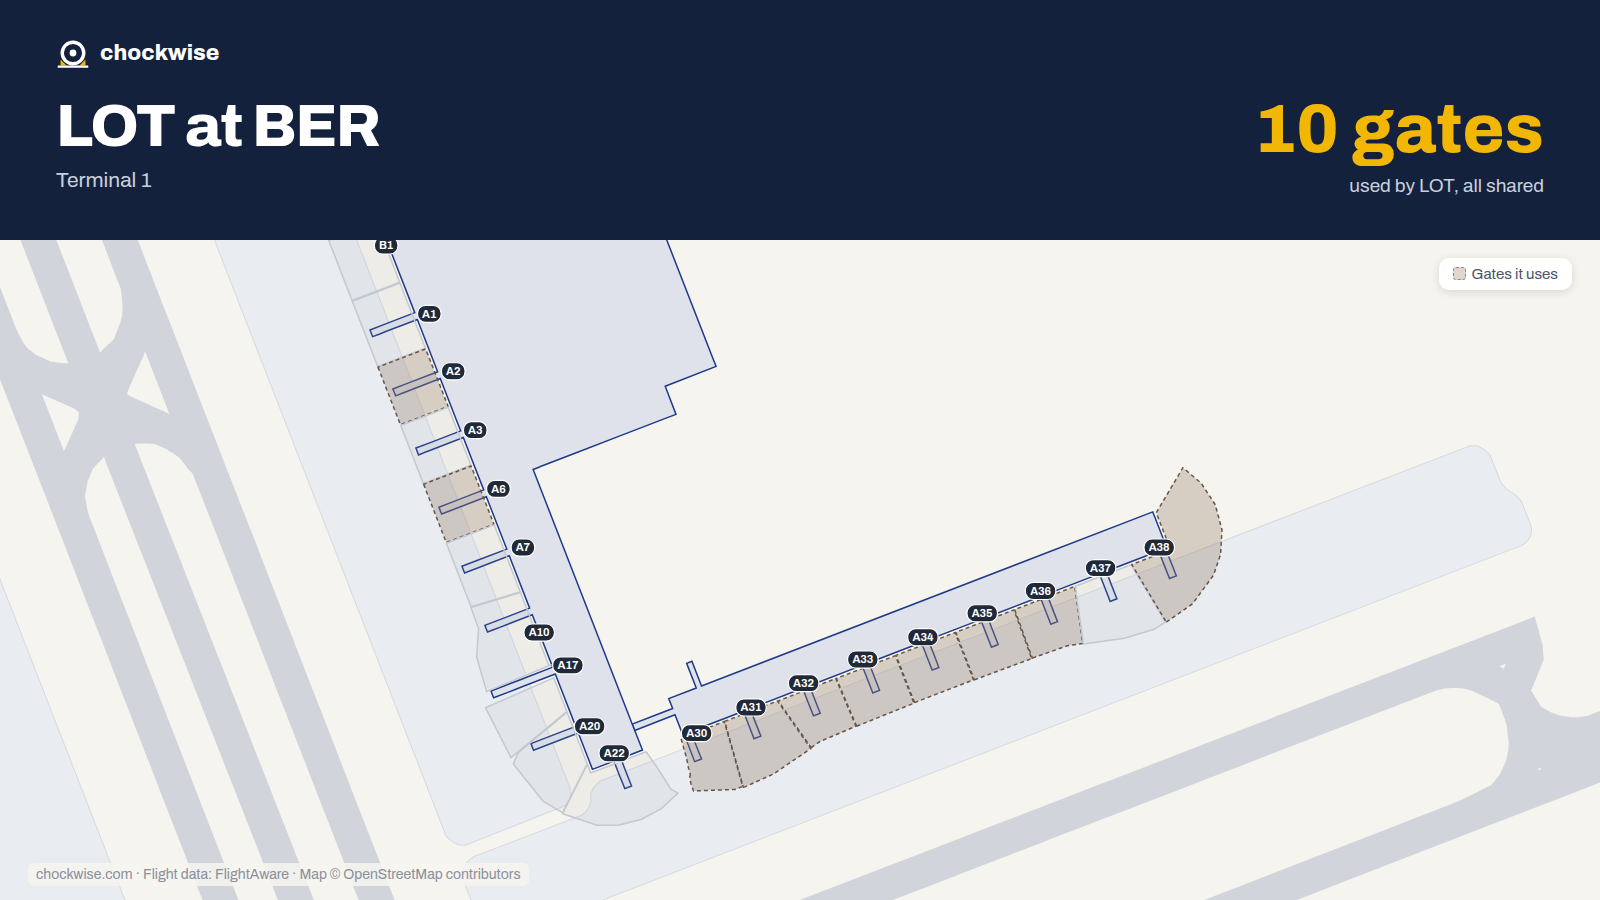 chockwise
LOT at BER
Terminal 1
10 gates
used by LOT, all shared
Gates it uses
B1
A1
A2
A3
A6
A7
A10
A17
A20
A22
A30
A31
A32
A33
A34
A35
A36
A37
A38
chockwise.com · Flight data: FlightAware · Map © OpenStreetMap contributors